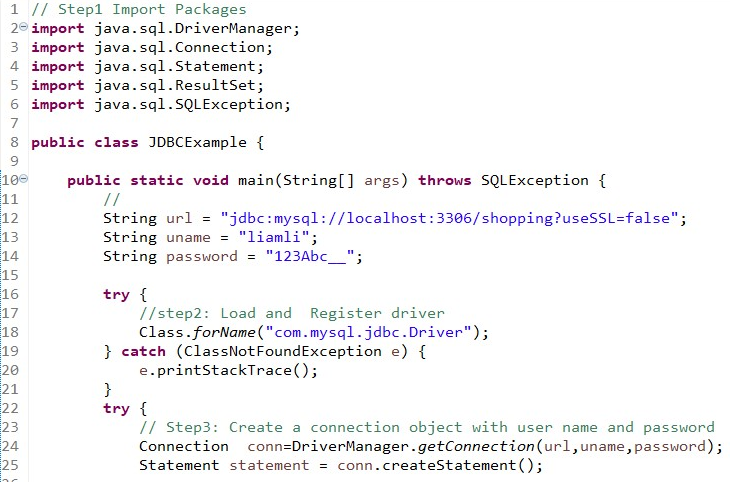 1 // Step1 Import Packages
2 import java.sql.DriverManager;
3 import java.sql.Connection;
4 import java.sql.Statement;
5 import java.sql.ResultSet;
6 import java.sql.SQLException;
7
8 public class JDBCExample {
9
10 public static void main(String[] args) throws SQLException {
11 //
12 String url = "jdbc:mysql://localhost:3306/shopping?useSSL=false";
13 String uname = "liamli";
14 String password = "123Abc__";
15
16 try {
17 //step2: Load and  Register driver
18 Class.forName("com.mysql.jdbc.Driver");
19 } catch (ClassNotFoundException e) {
20 e.printStackTrace();
21 }
22 try {
23 // Step3: Create a connection object with user name and password
24 Connection  conn=DriverManager.getConnection(url,uname,password);
25 Statement statement = conn.createStatement();